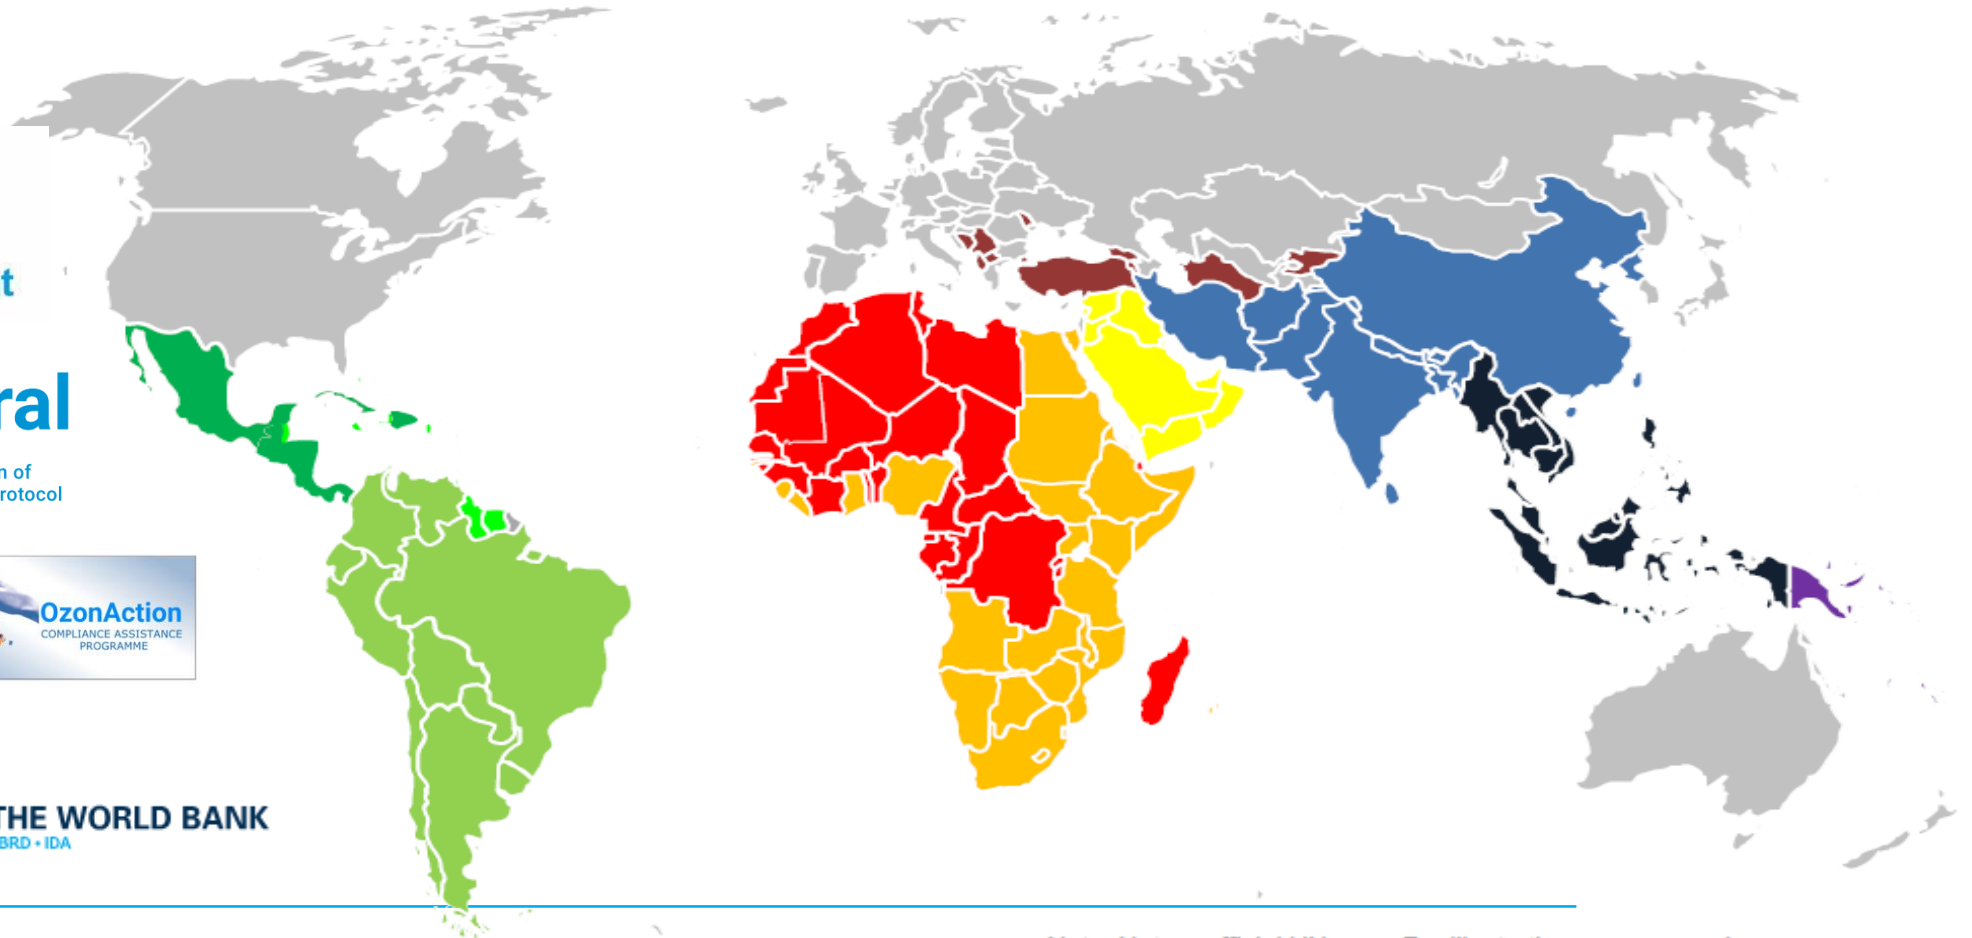 t
ral
n of
rotocol
OzonAction
COMPLIANCE ASSISTANCE
PROGRAMME
THE WORLD BANK
BRD • IDA